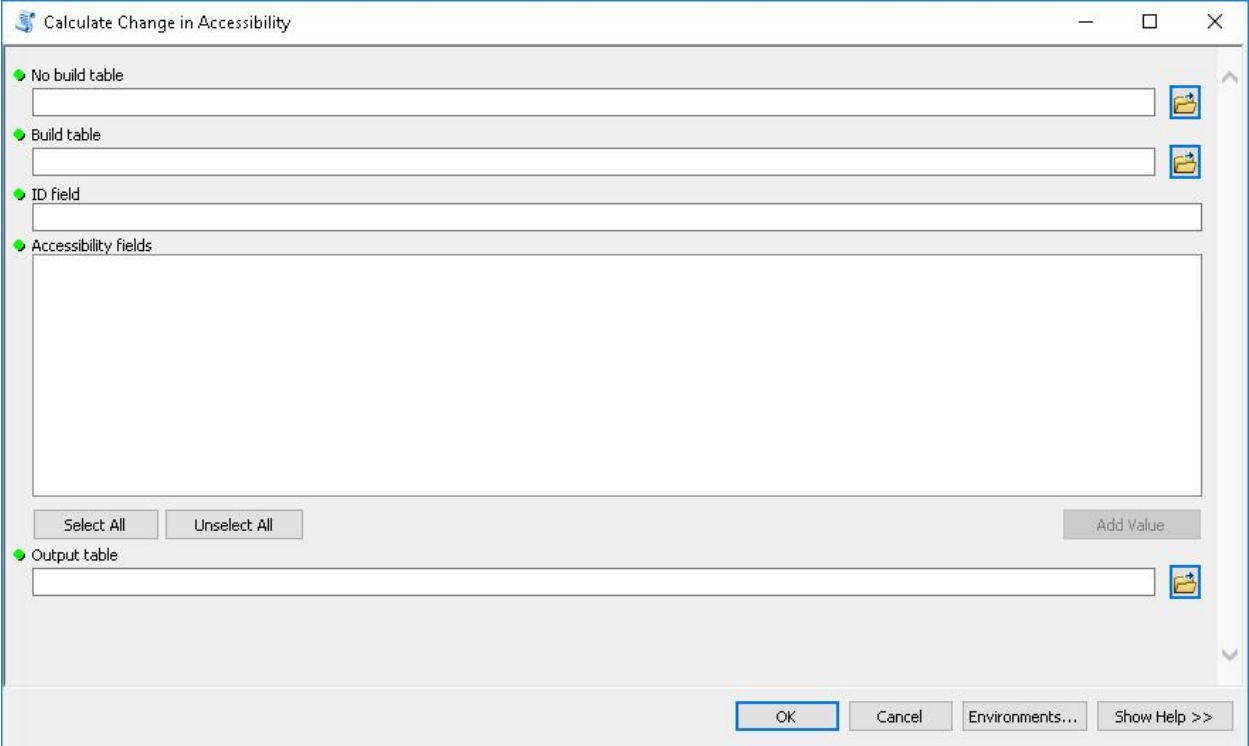 Calculate Change in Accessibility
No build table
Build table
ID field
Accessibility fields
Select All Unselect All Add Value
Output table
OK Cancel Environments... Show Help >>